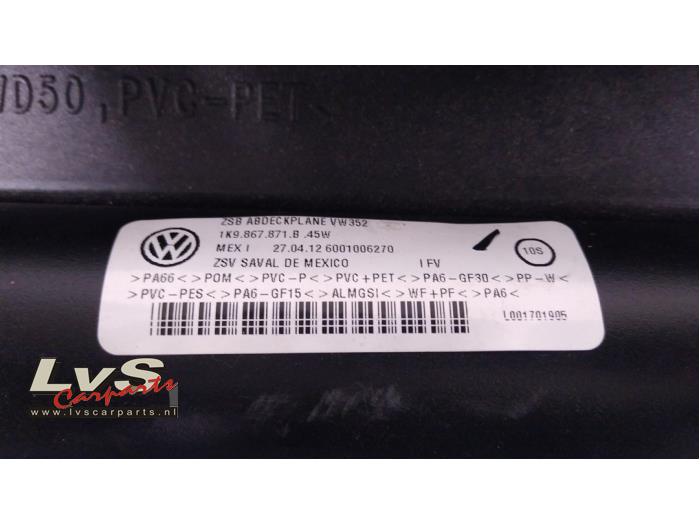 WD50,PVC-PET<
ZSB ABDECKPLANE VW352
1K9.867.871.B .45W
MEX I 27.04.12 6001006270
10S
ZSV SAVAL DE MEXICO I FV
>PA66< >POM< >PVC-P< >PVC+PET< >PA6-GF30< >PP-W<
>PVC-PES< >PA6-GF15< >ALMGSI< >WF+PF< >PA6<
L001701905
LvS
Carparts
www.lvscarparts.nl